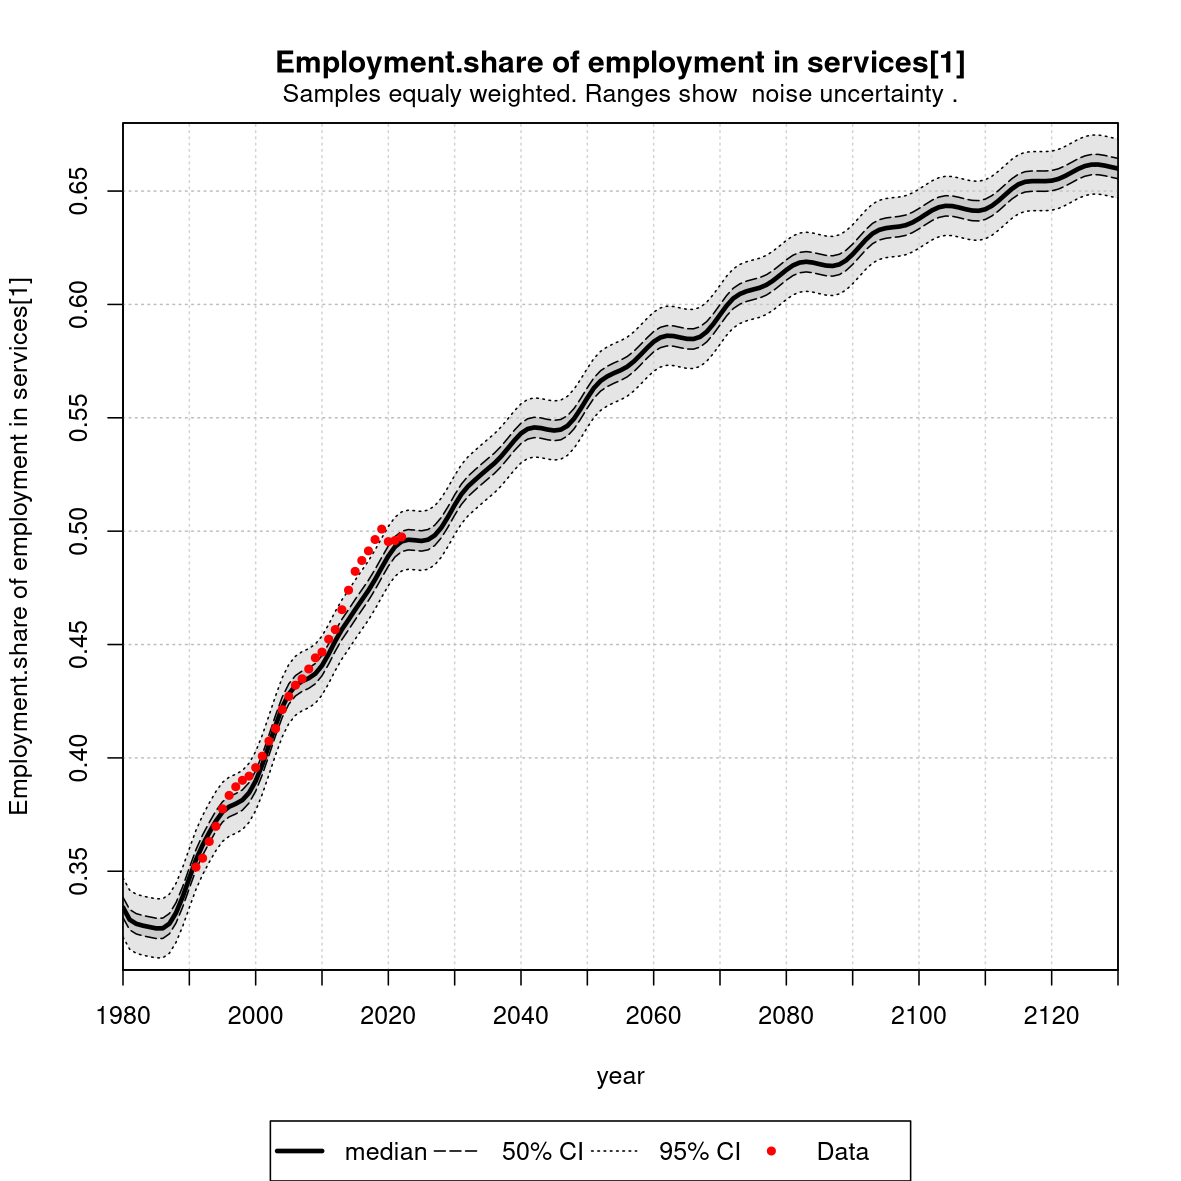 Employment.share of employment in services[1]
Samples equaly weighted. Ranges show  noise uncertainty .
Employment.share of employment in services[1]
0.65
0.60
0.55
0.50
0.45
0.40
0.35
1980 2000 2020 2040 2060 2080 2100 2120
year
median 50% CI 95% CI Data